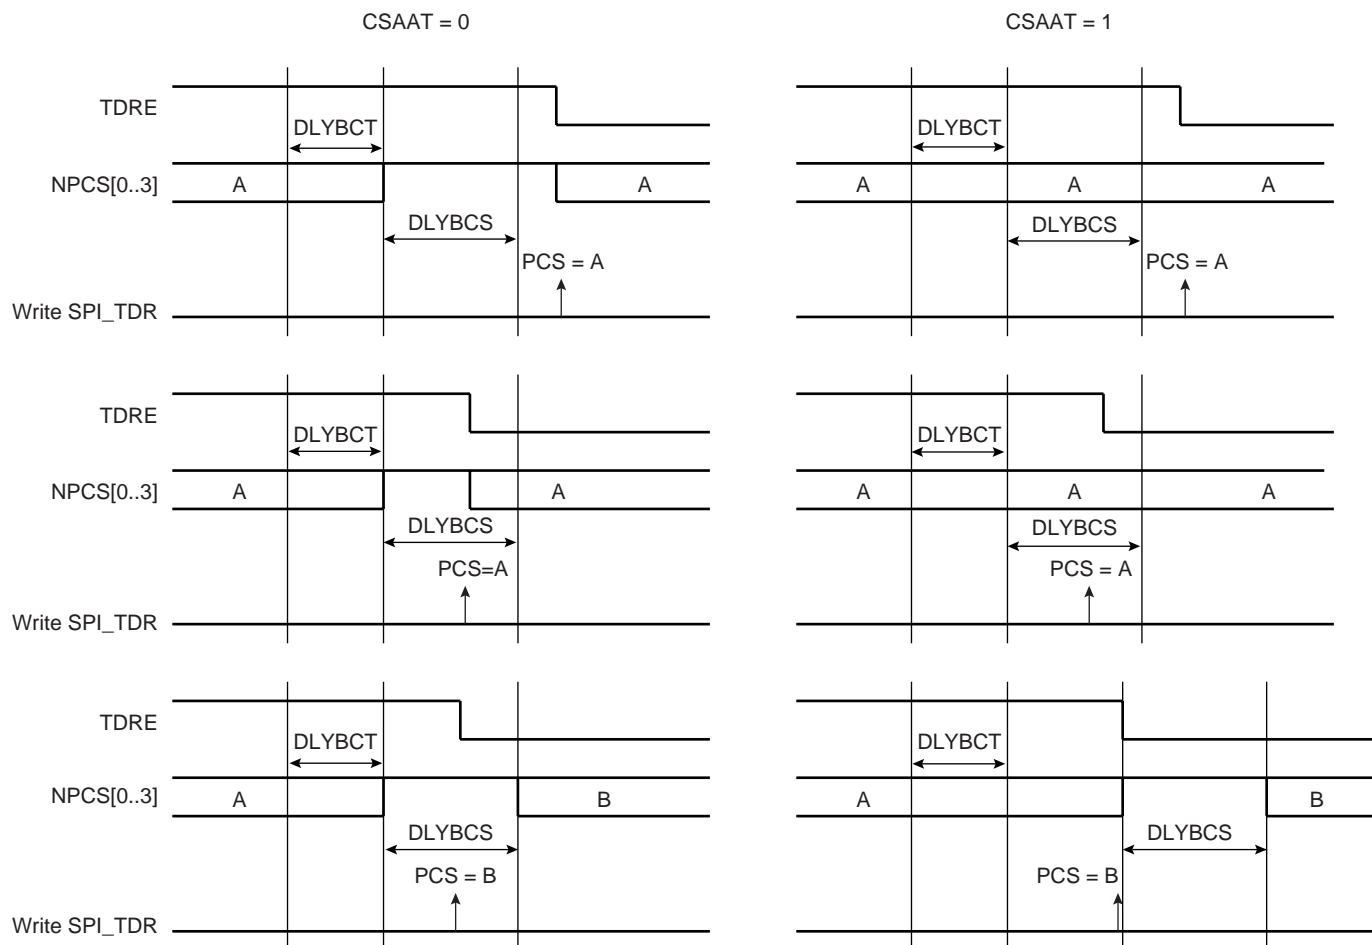 CSAAT = 0 CSAAT = 1
TDRE
DLYBCT DLYBCT
NPCS[0..3] A A A A A
DLYBCS DLYBCS
PCS = A PCS = A
Write SPI_TDR
TDRE
DLYBCT DLYBCT
NPCS[0..3] A A A A A
DLYBCS DLYBCS
PCS=A PCS = A
Write SPI_TDR
TDRE
DLYBCT DLYBCT
NPCS[0..3] A B A B
DLYBCS DLYBCS
PCS = B PCS = B
Write SPI_TDR